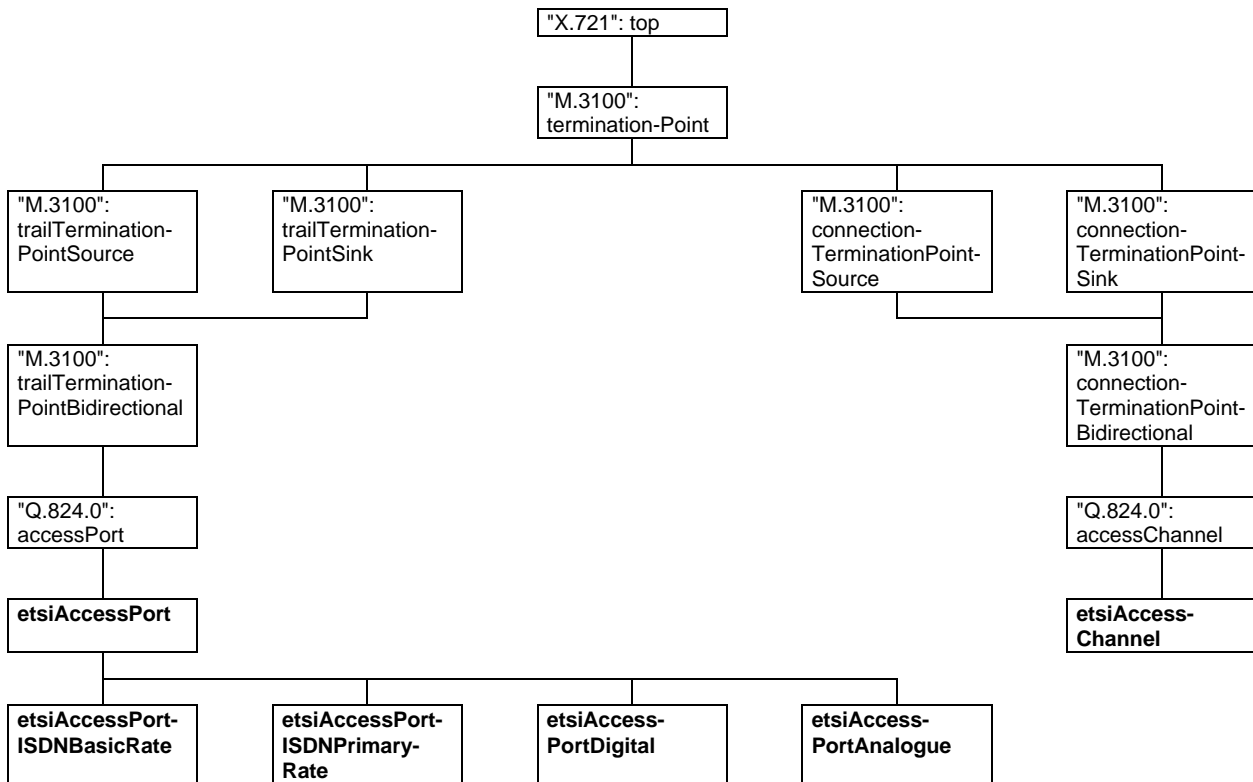 "X.721": top
"M.3100":
termination-Point
"M.3100":
trailTermination-
PointSource
"M.3100":
trailTermination-
PointSink
"M.3100":
connection-
TerminationPoint-
Source
"M.3100":
connection-
TerminationPoint-
Sink
"M.3100":
trailTermination-
PointBidirectional
"M.3100":
connection-
TerminationPoint-
Bidirectional
"Q.824.0":
accessPort
"Q.824.0":
accessChannel
etsiAccessPort
etsiAccess-
Channel
etsiAccessPort-
ISDNBasicRate
etsiAccessPort-
ISDNPrimary-
Rate
etsiAccess-
PortDigital
etsiAccess-
PortAnalogue